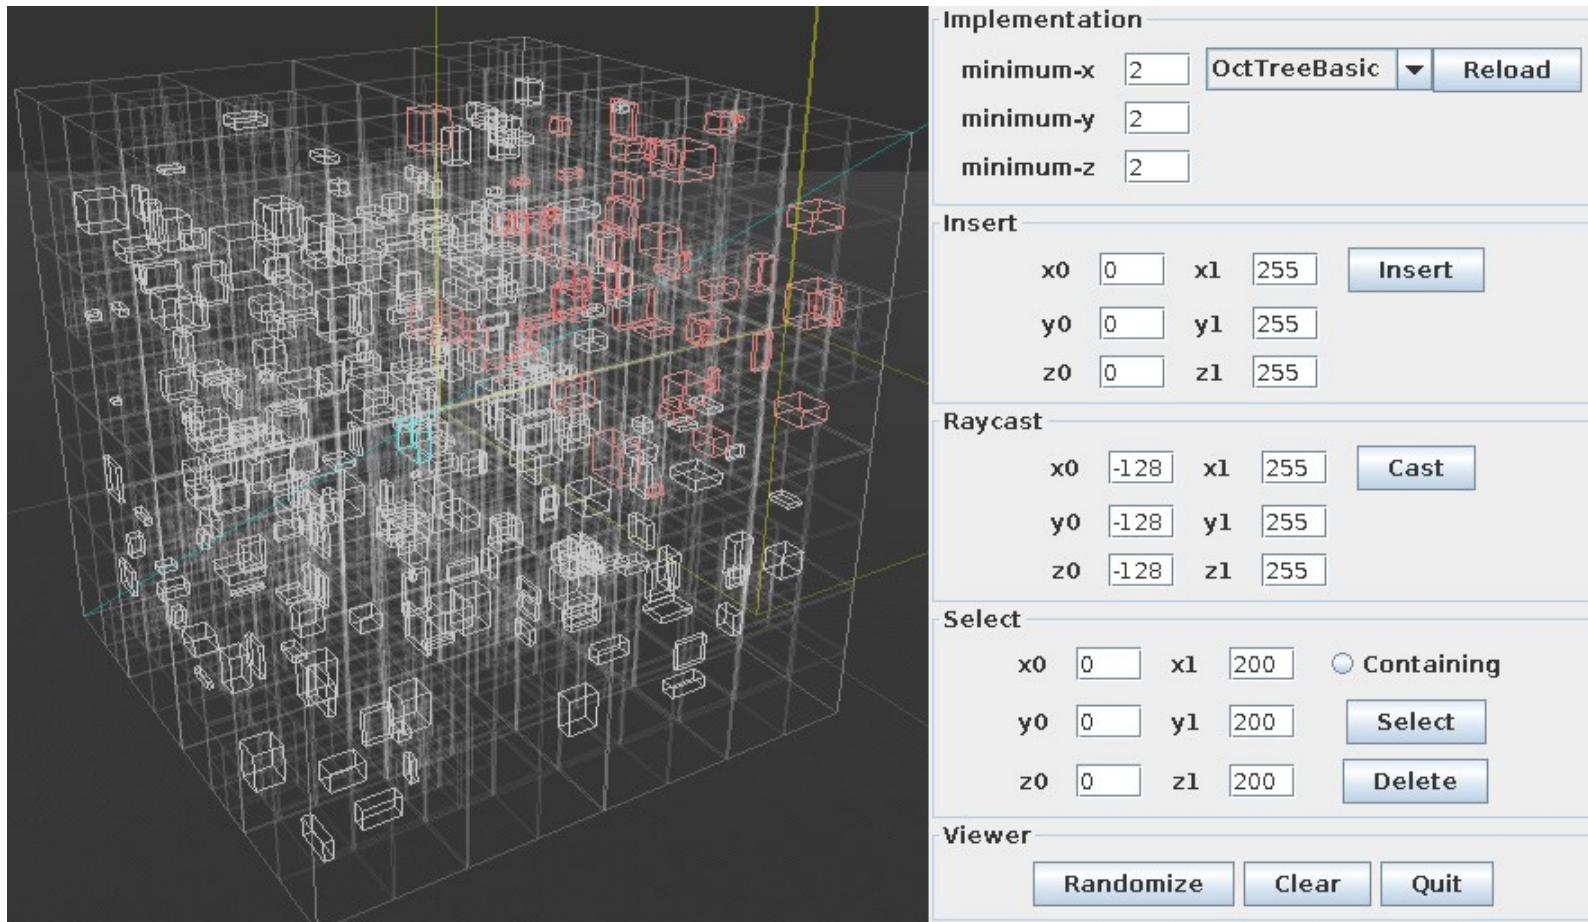 Implementation
minimum-x 2 OctTreeBasic Reload
minimum-y 2
minimum-z 2
Insert
x0 0 x1 255 Insert
y0 0 y1 255
z0 0 z1 255
Raycast
x0 -128 x1 255 Cast
y0 -128 y1 255
z0 -128 z1 255
Select
x0 0 x1 200 Containing
y0 0 y1 200 Select
z0 0 z1 200 Delete
Viewer
Randomize Clear Quit